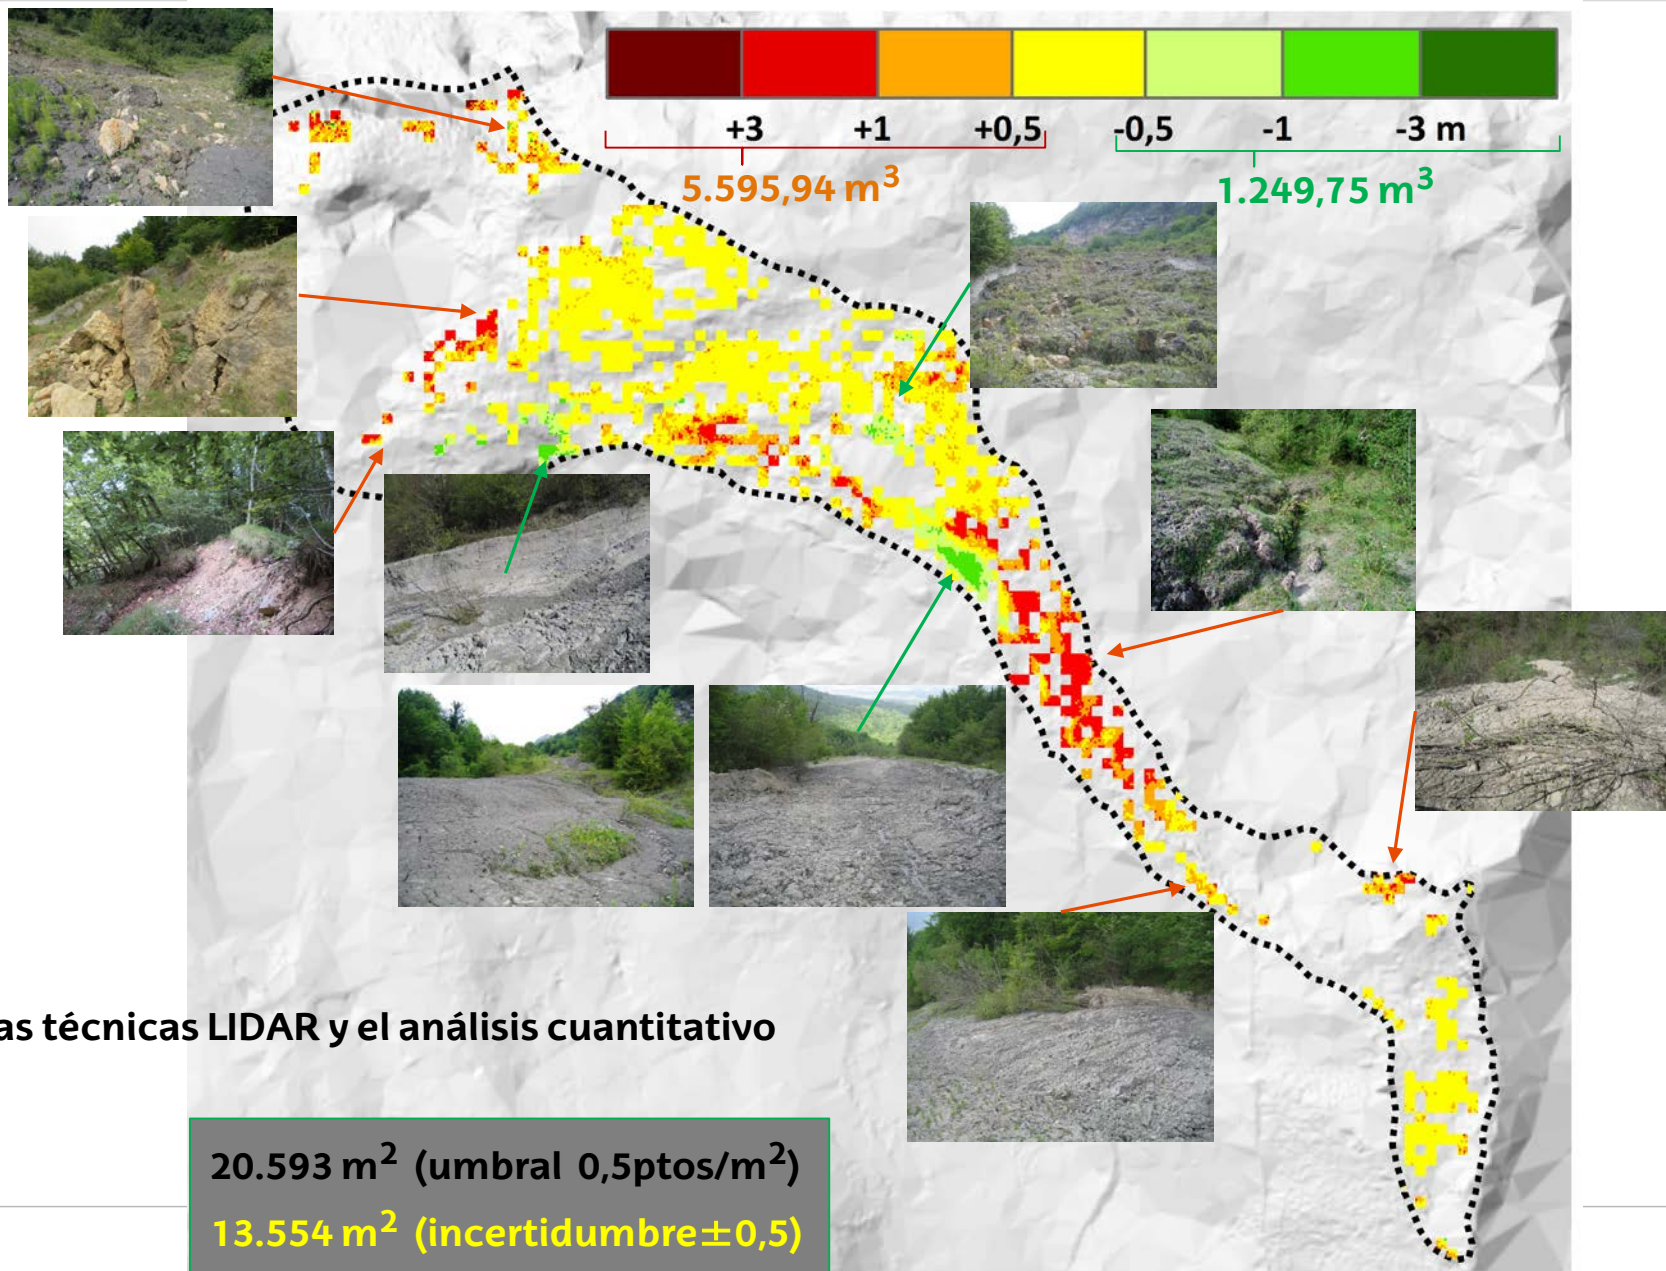 +3 +1 +0,5 -0,5 -1 -3 m
5.595,94 m³ 1.249,75 m³
as técnicas LIDAR y el análisis cuantitativo
20.593 m² (umbral 0,5ptos/m²)
13.554 m² (incertidumbre±0,5)